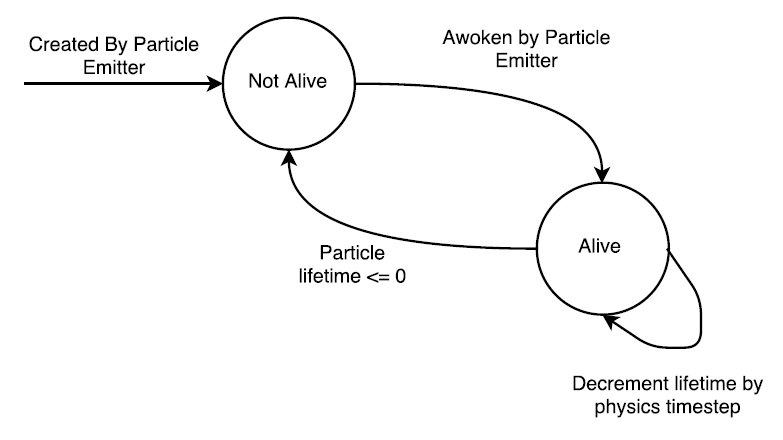 Created By Particle
Emitter
Not Alive
Awoken by Particle
Emitter
Particle
lifetime <= 0
Alive
Decrement lifetime by
physics timestep